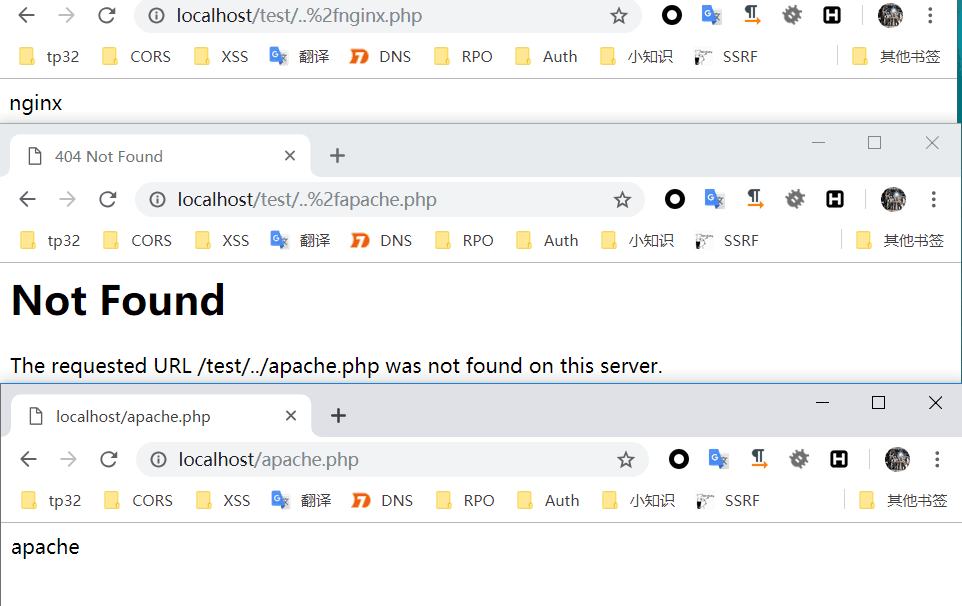 localhost/test/..%2fnginx.php
tp32 CORS XSS 翻译 DNS RPO Auth 小知识 SSRF 其他书签
nginx
404 Not Found
localhost/test/..%2fapache.php
tp32 CORS XSS 翻译 DNS RPO Auth 小知识 SSRF 其他书签
Not Found
The requested URL /test/../apache.php was not found on this server.
localhost/apache.php
localhost/apache.php
tp32 CORS XSS 翻译 DNS RPO Auth 小知识 SSRF 其他书签
apache